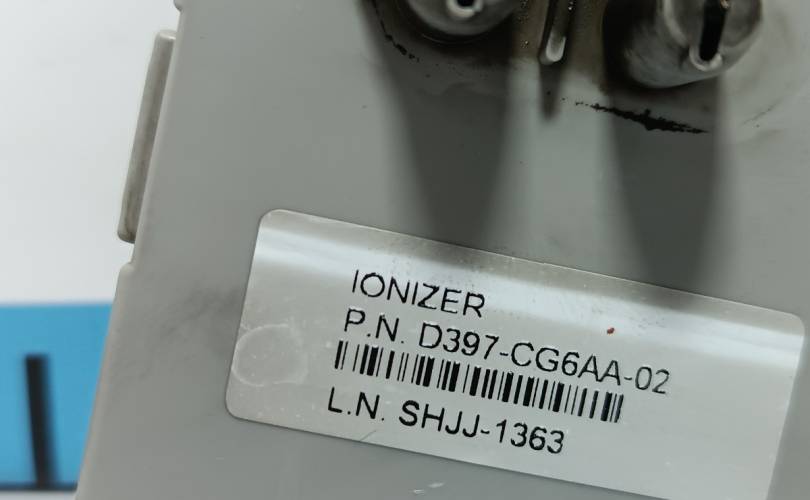 IONIZER
P.N. D397-CG6AA-02
L.N. SHJJ-1363